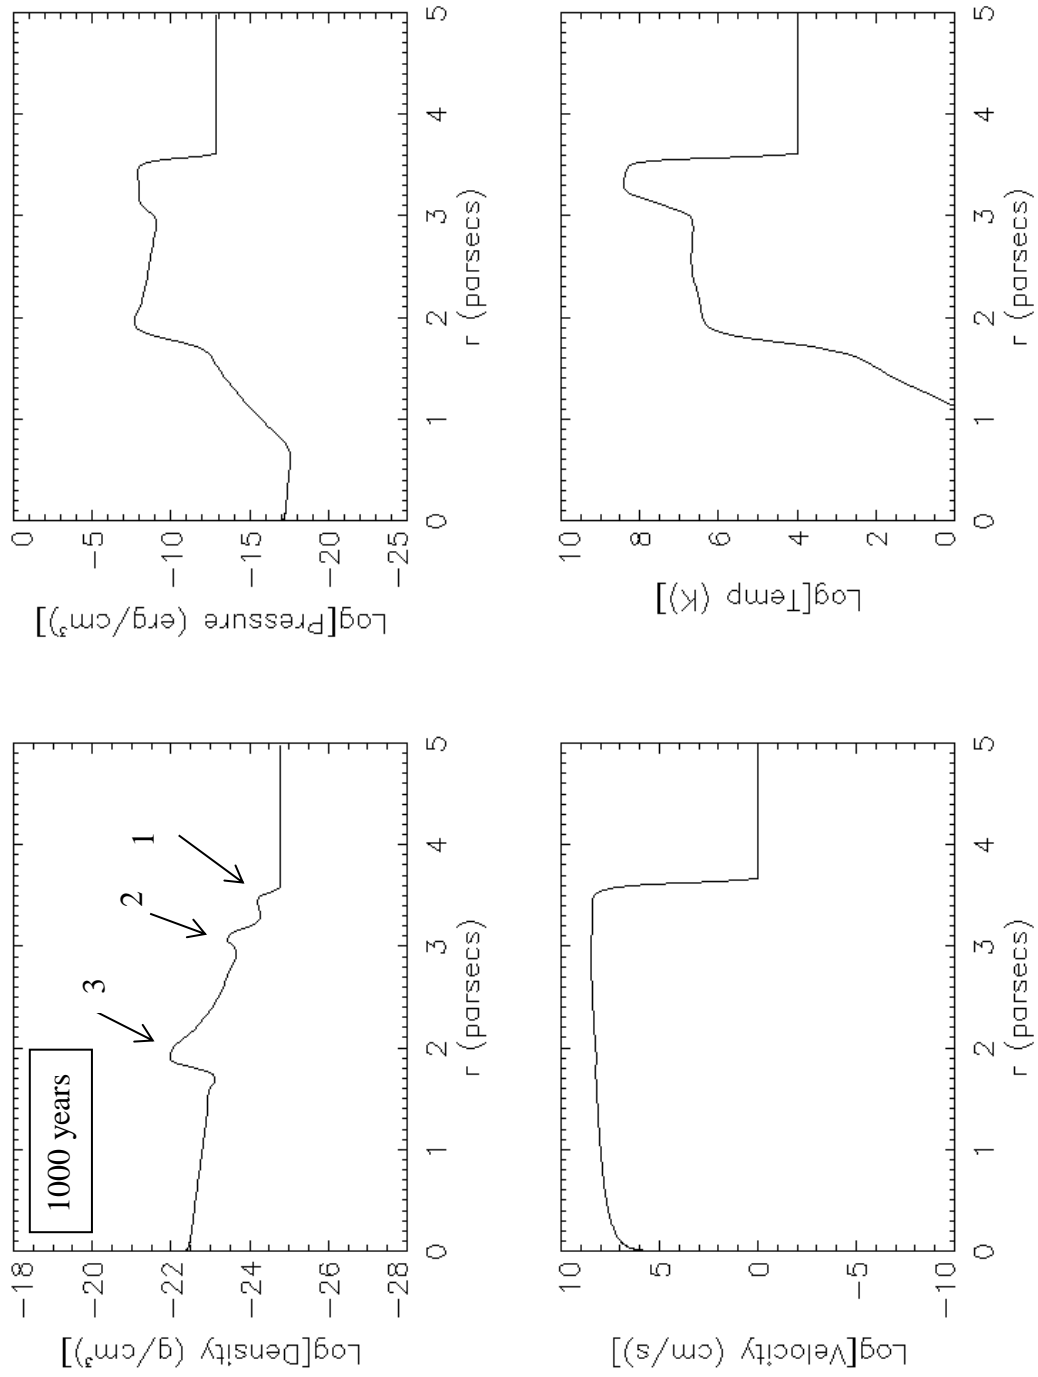 1000 years
3
2
1
-18
-20
-22
-24
-26
-28
Log[Density (g/cm³)]
0 1 2 3 4 5
r (parsecs)
0
-5
-10
-15
-20
-25
Log[Pressure (erg/cm³)]
0 1 2 3 4 5
r (parsecs)
10
5
0
-5
-10
Log[Velocity (cm/s)]
0 1 2 3 4 5
r (parsecs)
10
8
6
4
2
0
Log[Temp (K)]
0 1 2 3 4 5
r (parsecs)